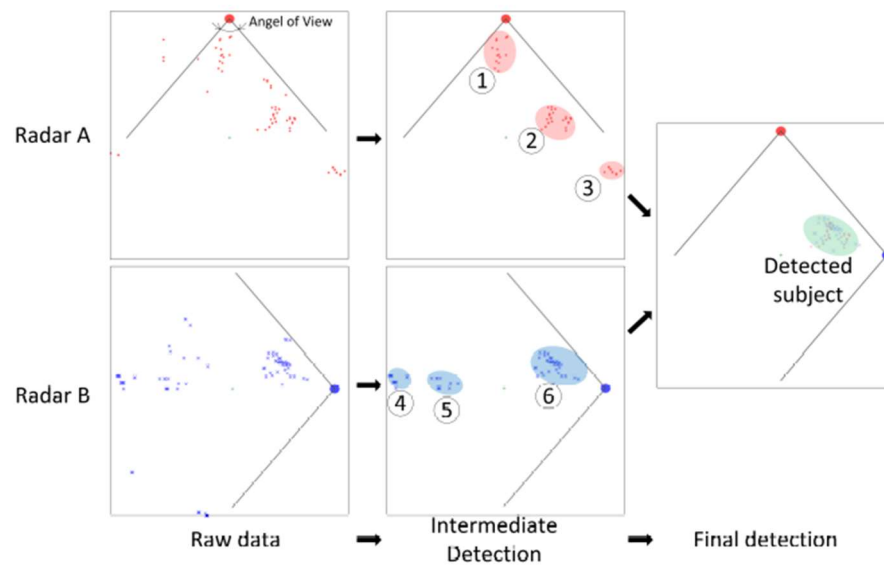 Angel of View
Radar A
1
2
3
Detected
subject
Radar B
4
5
6
Raw data
Intermediate
Detection
Final detection